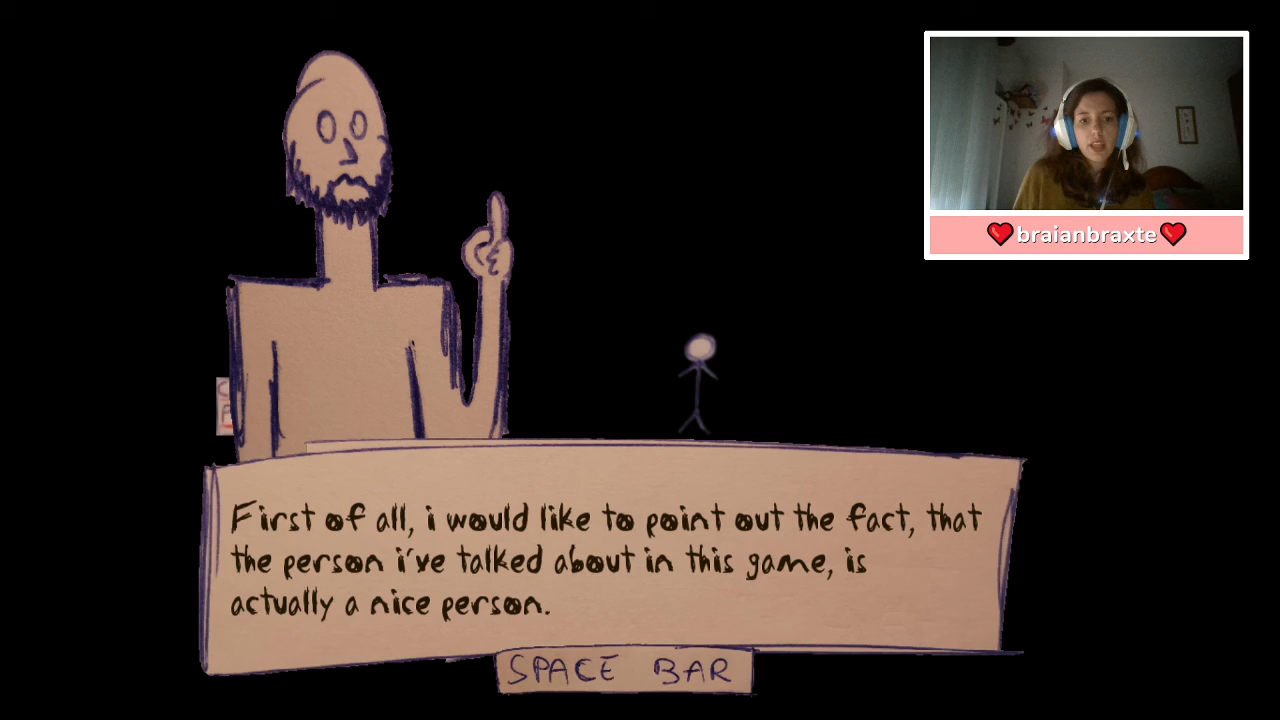 braianbraxte
First of all, i would like to point out the fact, that
the person i've talked about in this game, is
actually a nice person.
SPACE BAR